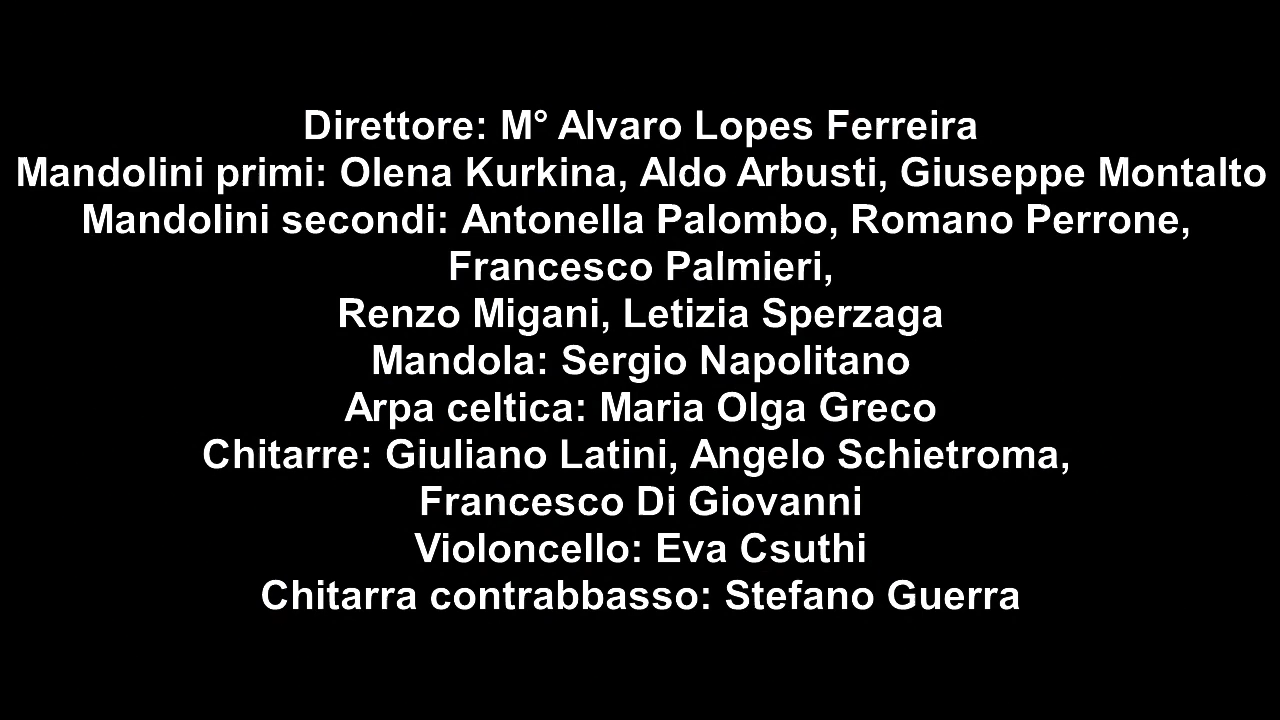 Direttore: M° Alvaro Lopes Ferreira
Mandolini primi: Olena Kurkina, Aldo Arbusti, Giuseppe Montalto
Mandolini secondi: Antonella Palombo, Romano Perrone,
Francesco Palmieri,
Renzo Migani, Letizia Sperzaga
Mandola: Sergio Napolitano
Arpa celtica: Maria Olga Greco
Chitarre: Giuliano Latini, Angelo Schietroma,
Francesco Di Giovanni
Violoncello: Eva Csuthi
Chitarra contrabbasso: Stefano Guerra